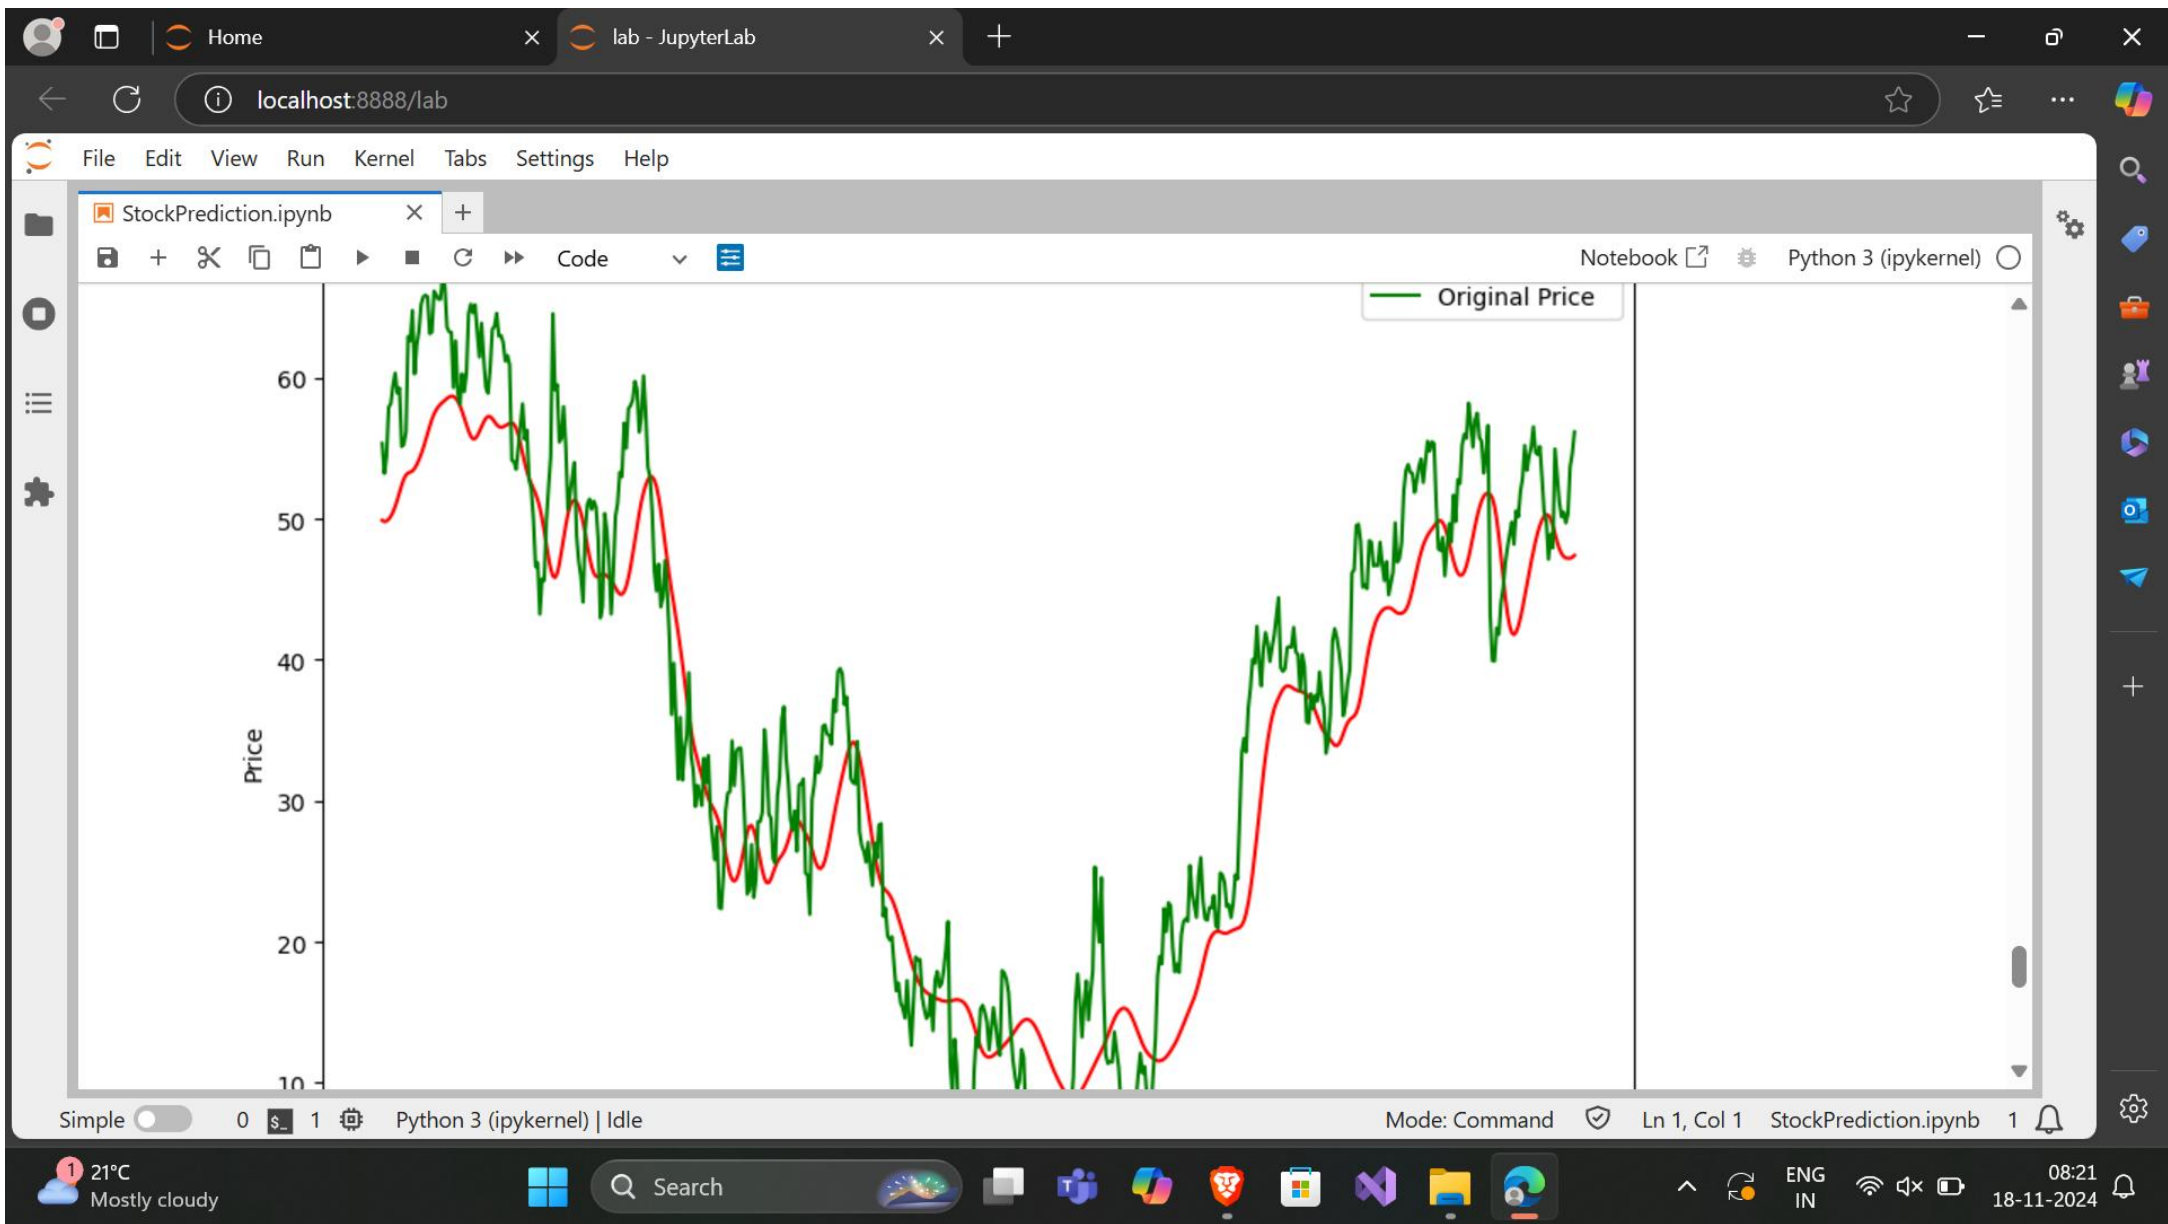 Home
lab - JupyterLab
localhost:8888/lab
File Edit View Run Kernel Tabs Settings Help
StockPrediction.ipynb
Code
Notebook
Python 3 (ipykernel)
Original Price
60
50
40
30
20
10
Price
Simple
0
$_
1
Python 3 (ipykernel) | Idle
Mode: Command
Ln 1, Col 1
StockPrediction.ipynb
1
1
21°C
Mostly cloudy
Search
ENG
IN
08:21
18-11-2024